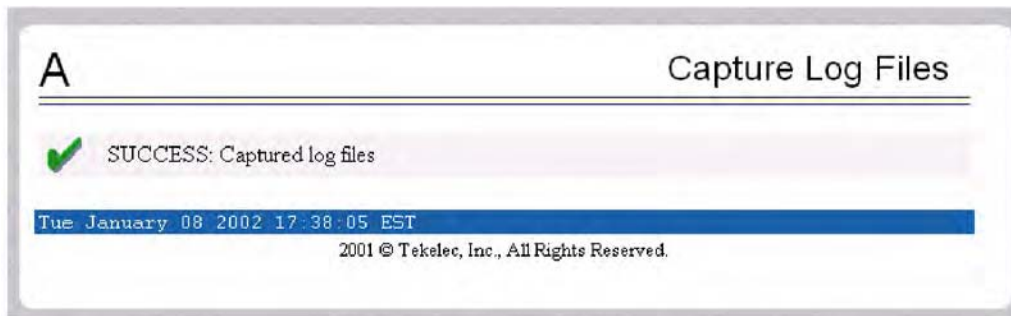 A Capture Log Files
SUCCESS: Captured log files
Tue January 08 2002 17:38:05 EST
2001 © Tekelec, Inc., All Rights Reserved.